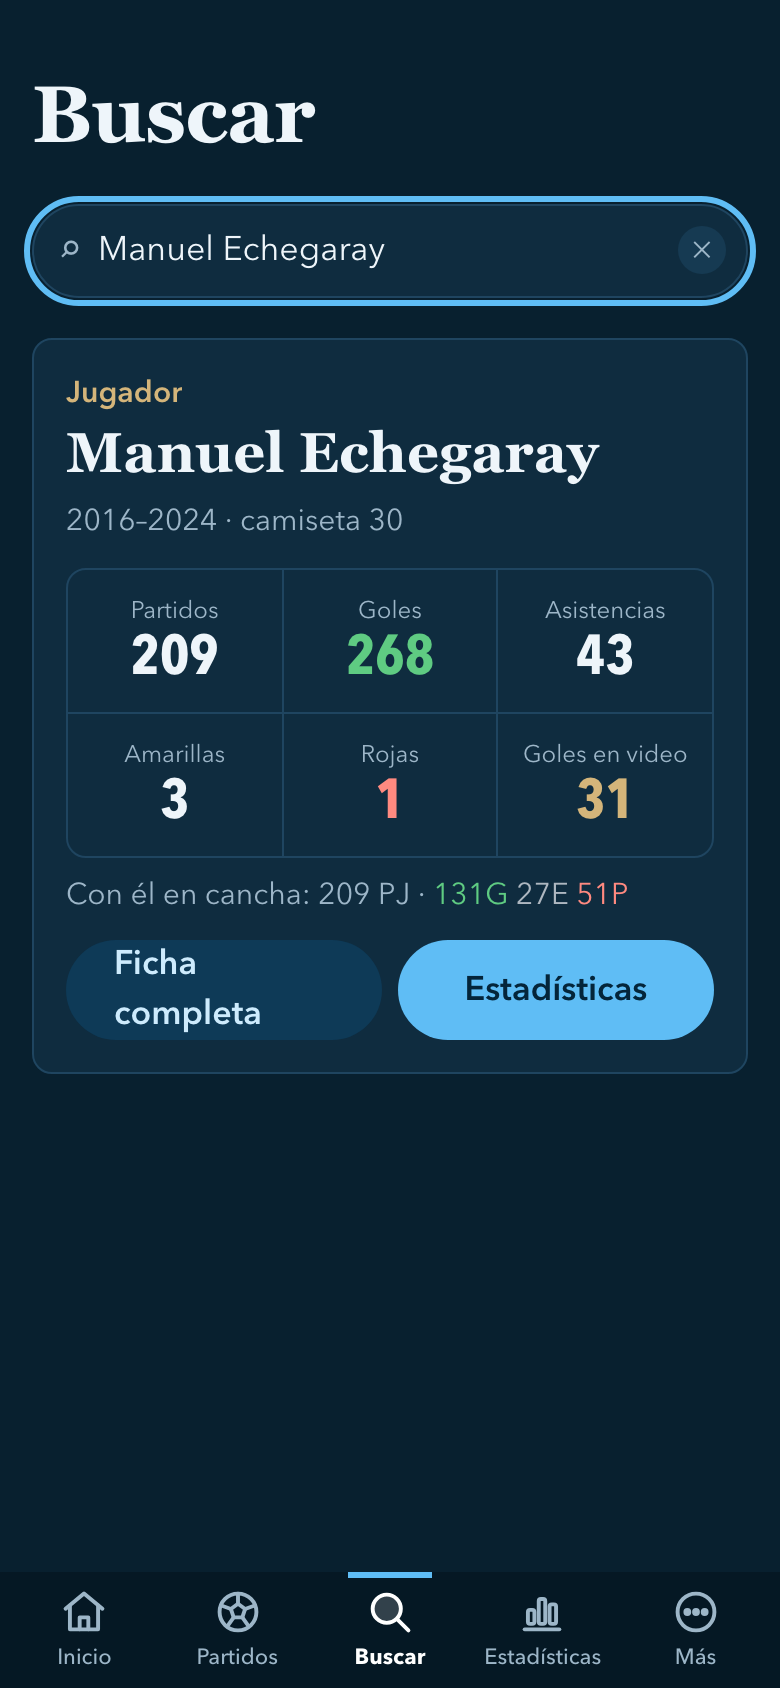 Buscar
Manuel Echegaray
Jugador
Manuel Echegaray
2016–2024 · camiseta 30
Partidos Goles Asistencias
209 268 43
Amarillas Rojas Goles en video
3 1 31
Con él en cancha: 209 PJ · 131G 27E 51P
Ficha
completa
Estadísticas
Inicio Partidos Buscar Estadísticas Más